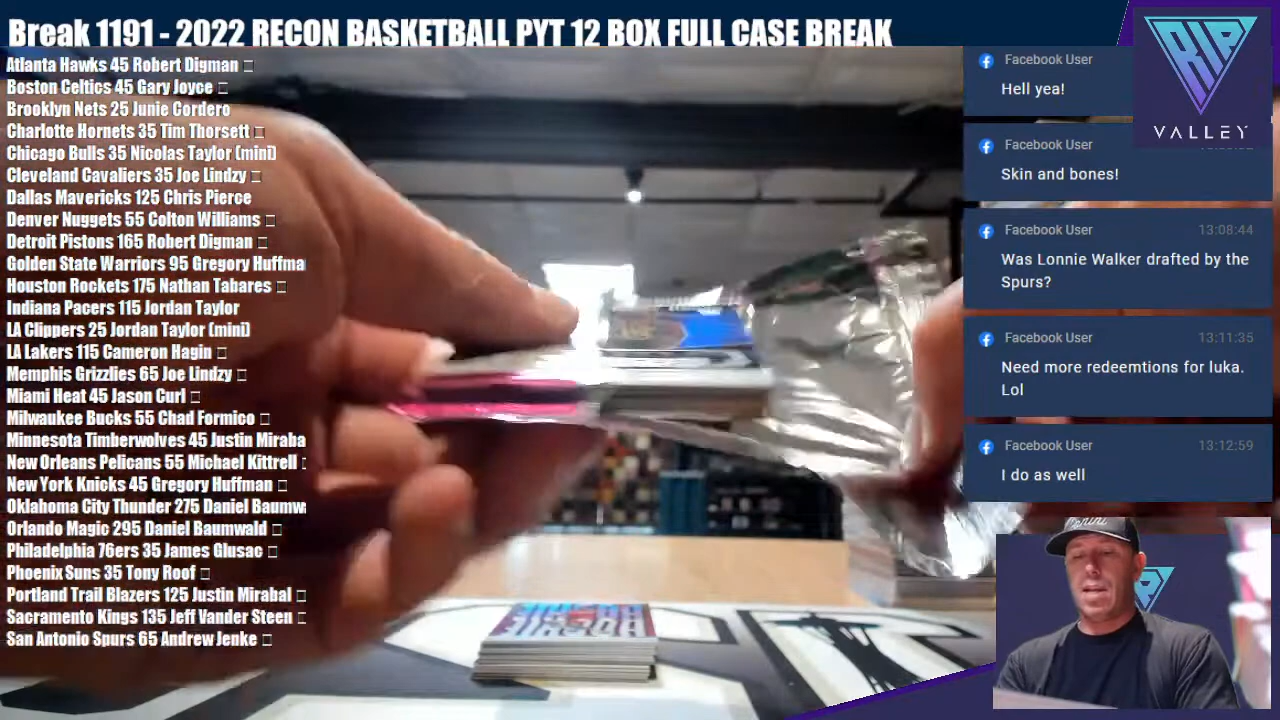 Break 1191 - 2022 RECON BASKETBALL PYT 12 BOX FULL CASE BREAK
Atlanta Hawks 45 Robert Digman
Boston Celtics 45 Gary Joyce
Brooklyn Nets 25 Junie Cordero
Charlotte Hornets 35 Tim Thorsett
Chicago Bulls 35 Nicolas Taylor (mini)
Cleveland Cavaliers 35 Joe Lindzy
Dallas Mavericks 125 Chris Pierce
Denver Nuggets 55 Colton Williams
Detroit Pistons 165 Robert Digman
Golden State Warriors 95 Gregory Huffma
Houston Rockets 175 Nathan Tabares
Indiana Pacers 115 Jordan Taylor
LA Clippers 25 Jordan Taylor (mini)
LA Lakers 115 Cameron Hagin
Memphis Grizzlies 65 Joe Lindzy
Miami Heat 45 Jason Curl
Milwaukee Bucks 55 Chad Formico
Minnesota Timberwolves 45 Justin Miraba
New Orleans Pelicans 55 Michael Kittrell
New York Knicks 45 Gregory Huffman
Oklahoma City Thunder 275 Daniel Baumw
Orlando Magic 295 Daniel Baumwald
Philadelphia 76ers 35 James Glusac
Phoenix Suns 35 Tony Roof
Portland Trail Blazers 125 Justin Mirabal
Sacramento Kings 135 Jeff Vander Steen
San Antonio Spurs 65 Andrew Jenke
RIP
VALLEY
Facebook User
Hell yea!
Facebook User
Skin and bones!
Facebook User 13:08:44
Was Lonnie Walker drafted by the
Spurs?
Facebook User 13:11:35
Need more redeemtions for luka.
Lol
Facebook User 13:12:59
I do as well
PANINI
RIP